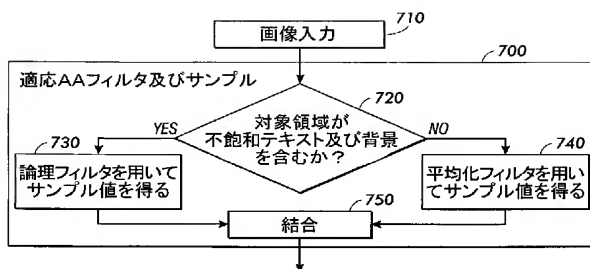 画像入力
710
700
適応AAフィルタ及びサンプル
720
対象領域が
不飽和テキスト及び背景
を含むか?
YES
NO
730
論理フィルタを用いて
サンプル値を得る
740
平均化フィルタを用い
てサンプル値を得る
750
結合